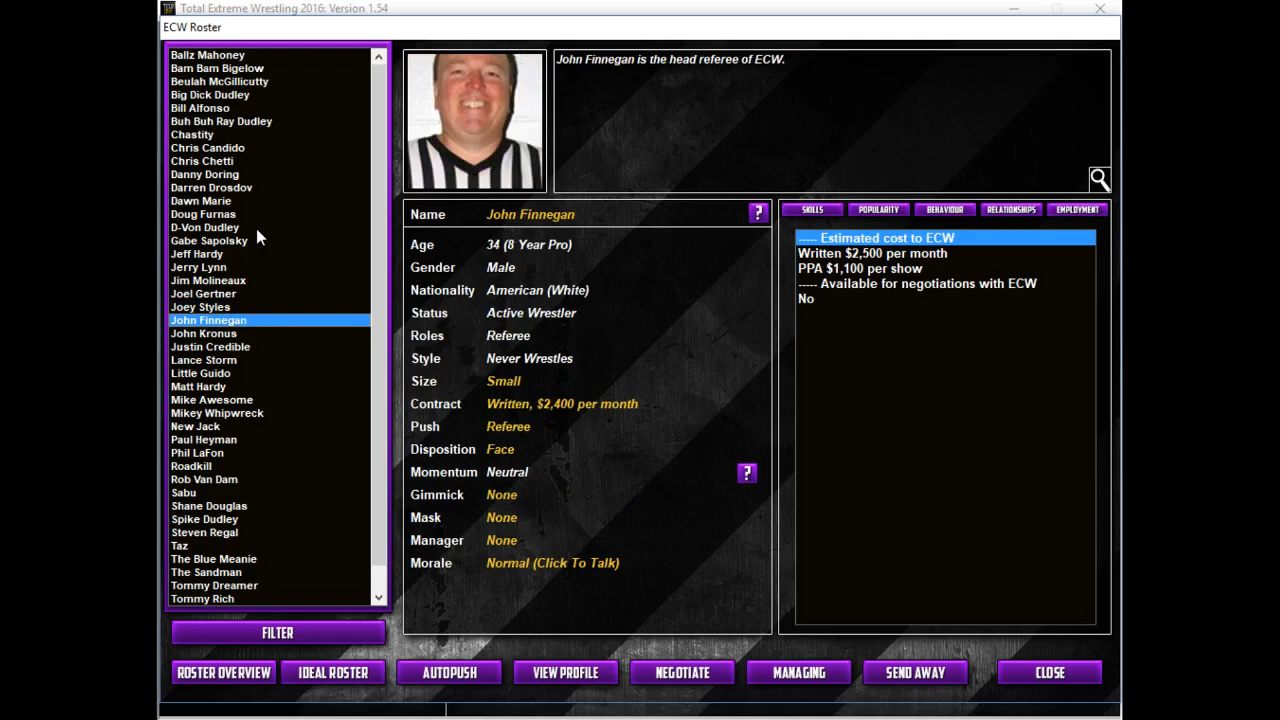 Total Extreme Wrestling 2016: Version 1.54
ECW Roster
Ballz Mahoney
Bam Bam Bigelow
Beulah McGillicutty
Big Dick Dudley
Bill Alfonso
Buh Buh Ray Dudley
Chastity
Chris Candido
Chris Chetti
Danny Doring
Darren Drosdov
Dawn Marie
Doug Furnas
D-Von Dudley
Gabe Sapolsky
Jeff Hardy
Jerry Lynn
Jim Molineaux
Joel Gertner
Joey Styles
John Finnegan
John Kronus
Justin Credible
Lance Storm
Little Guido
Matt Hardy
Mike Awesome
Mikey Whipwreck
New Jack
Paul Heyman
Phil LaFon
Roadkill
Rob Van Dam
Sabu
Shane Douglas
Spike Dudley
Steven Regal
Taz
The Blue Meanie
The Sandman
Tommy Dreamer
Tommy Rich
FILTER
John Finnegan is the head referee of ECW.
Name John Finnegan ?
Age 34 (8 Year Pro)
Gender Male
Nationality American (White)
Status Active Wrestler
Roles Referee
Style Never Wrestles
Size Small
Contract Written, $2,400 per month
Push Referee
Disposition Face
Momentum Neutral ?
Gimmick None
Mask None
Manager None
Morale Normal (Click To Talk)
SKILLS POPULARITY BEHAVIOUR RELATIONSHIPS EMPLOYMENT
----- Estimated cost to ECW
Written $2,500 per month
PPA $1,100 per show
----- Available for negotiations with ECW
No
ROSTER OVERVIEW IDEAL ROSTER AUTOPUSH VIEW PROFILE NEGOTIATE MANAGING SEND AWAY CLOSE